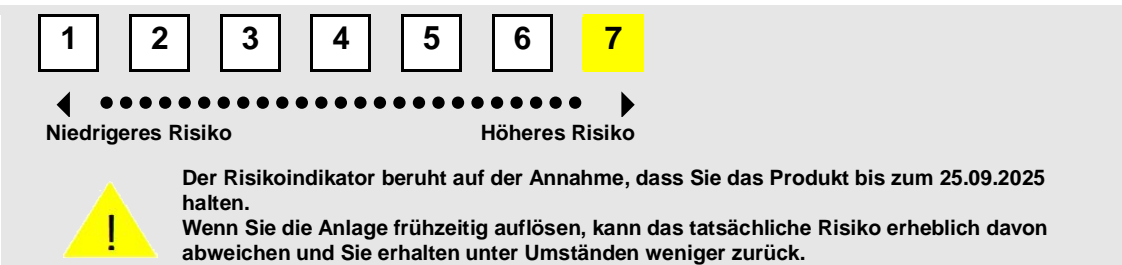 1 2 3 4 5 6 7
Niedrigeres Risiko Höheres Risiko
Der Risikoindikator beruht auf der Annahme, dass Sie das Produkt bis zum 25.09.2025
halten.
Wenn Sie die Anlage frühzeitig auflösen, kann das tatsächliche Risiko erheblich davon
abweichen und Sie erhalten unter Umständen weniger zurück.
!